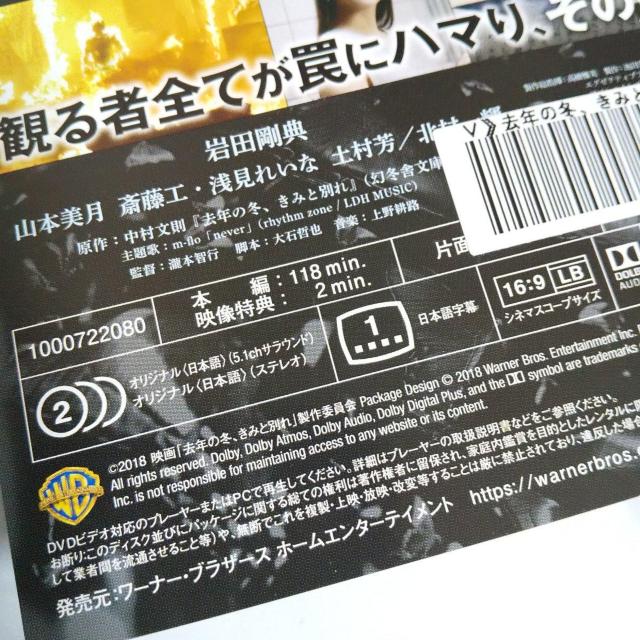 観る者全てが罠にハマり、その
岩田剛典
山本美月 斎藤工・浅見れいな 土村芳／北村
原作：中村文則『去年の冬、きみと別れ』（幻冬舎文庫
主題歌：m-flo「never」（rhythm zone / LDH MUSIC）
監督：瀧本智行 脚本：大石哲也 音楽：上野耕路
V》去年の冬、きみと別れ
1000722080
本 編：118 min.
映像特典： 2 min.
片面
2
オリジナル〈日本語〉（5.1chサラウンド）
オリジナル〈日本語〉（ステレオ）
1
日本語字幕
16:9 LB
シネマスコープサイズ
DOLBY
AUD
©2018 映画「去年の冬、きみと別れ」製作委員会 Package Design © 2018 Warner Bros. Entertainment Inc.
All rights reserved. Dolby, Dolby Atmos, Dolby Audio, Dolby Digital Plus, and the DD symbol are trademarks
Inc. is not responsible for maintaining access to any website or its content.
DVDビデオ対応のプレーヤーまたはPCで再生してください。詳細はプレーヤーの取扱説明書などをご参照ください。
お断り:このディスク並びにパッケージに関する総ての権利は著作権者に留保され、家庭内鑑賞を目的としたレンタルに
して業者間を流通させること等)や、無断でこれを複製・上映・放映・改変等することは厳に禁止されており、違反した場合
発売元：ワーナー・ブラザース ホームエンターテイメント https://warnerbros.c